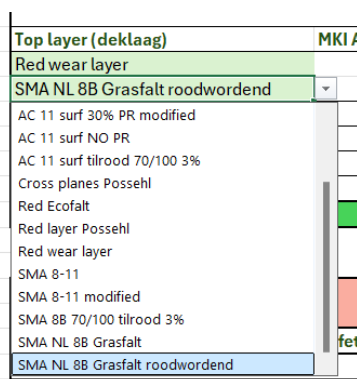 Top layer (deklaag) MKI A
Red wear layer
SMA NL 8B Grasfalt roodwordend
AC 11 surf 30% PR modified
AC 11 surf NO PR
AC 11 surf tilrood 70/100 3%
Cross planes Possehl
Red Ecofalt
Red layer Possehl
Red wear layer
SMA 8-11
SMA 8-11 modified
SMA 8B 70/100 tilrood 3%
SMA NL 8B Grasfalt
fet
SMA NL 8B Grasfalt roodwordend